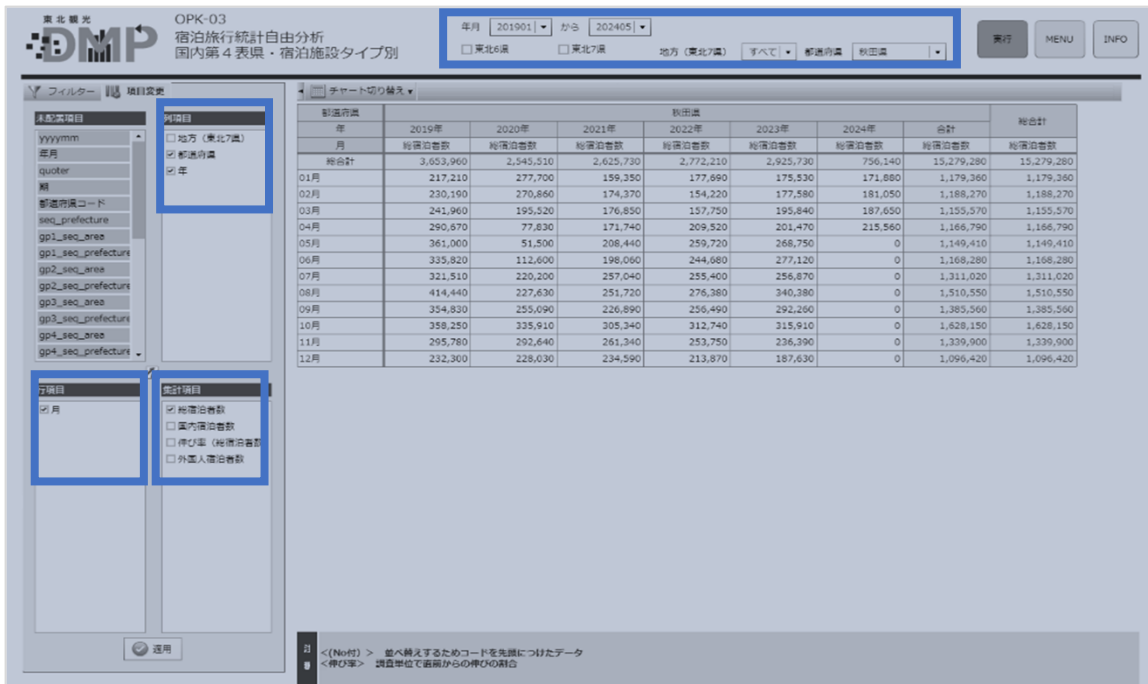 東北観光
DMP
OPK-03
宿泊旅行統計自由分析
国内第4表県・宿泊施設タイプ別
年月 201901 から 202405
東北6県 東北7県 地方（東北7県） すべて 都道府県 秋田県
実行 MENU INFO
フィルター 項目変更
チャート切り替え
未配置項目
yyyymm
年月
quoter
期
都道府県コード
seq_prefecture
gp1_seq_area
gp1_seq_prefecture
gp2_seq_area
gp2_seq_prefecture
gp3_seq_area
gp3_seq_prefecture
gp4_seq_area
gp4_seq_prefecture
列項目
地方（東北7県）
都道府県
年
行項目
月
集計項目
総宿泊者数
国内宿泊者数
伸び率（総宿泊者数
外国人宿泊者数
適用
都道府県 秋田県 総合計
年 2019年 2020年 2021年 2022年 2023年 2024年 合計
月 総宿泊者数 総宿泊者数 総宿泊者数 総宿泊者数 総宿泊者数 総宿泊者数 総宿泊者数 総宿泊者数
総合計 3,653,960 2,545,510 2,625,730 2,772,210 2,925,730 756,140 15,279,280 15,279,280
01月 217,210 277,700 159,350 177,690 175,530 171,880 1,179,360 1,179,360
02月 230,190 270,860 174,370 154,220 177,580 181,050 1,188,270 1,188,270
03月 241,960 195,520 176,850 157,750 195,840 187,650 1,155,570 1,155,570
04月 290,670 77,830 171,740 209,520 201,470 215,560 1,166,790 1,166,790
05月 361,000 51,500 208,440 259,720 268,750 0 1,149,410 1,149,410
06月 335,820 112,600 198,060 244,680 277,120 0 1,168,280 1,168,280
07月 321,510 220,200 257,040 255,400 256,870 0 1,311,020 1,311,020
08月 414,440 227,630 251,720 276,380 340,380 0 1,510,550 1,510,550
09月 354,830 255,090 226,890 256,490 292,260 0 1,385,560 1,385,560
10月 358,250 335,910 305,340 312,740 315,910 0 1,628,150 1,628,150
11月 295,780 292,640 261,340 253,750 236,390 0 1,339,900 1,339,900
12月 232,300 228,030 234,590 213,870 187,630 0 1,096,420 1,096,420
<(No付) > 並べ替えするためコードを先頭につけたデータ
<伸び率> 調査単位で直前からの伸びの割合